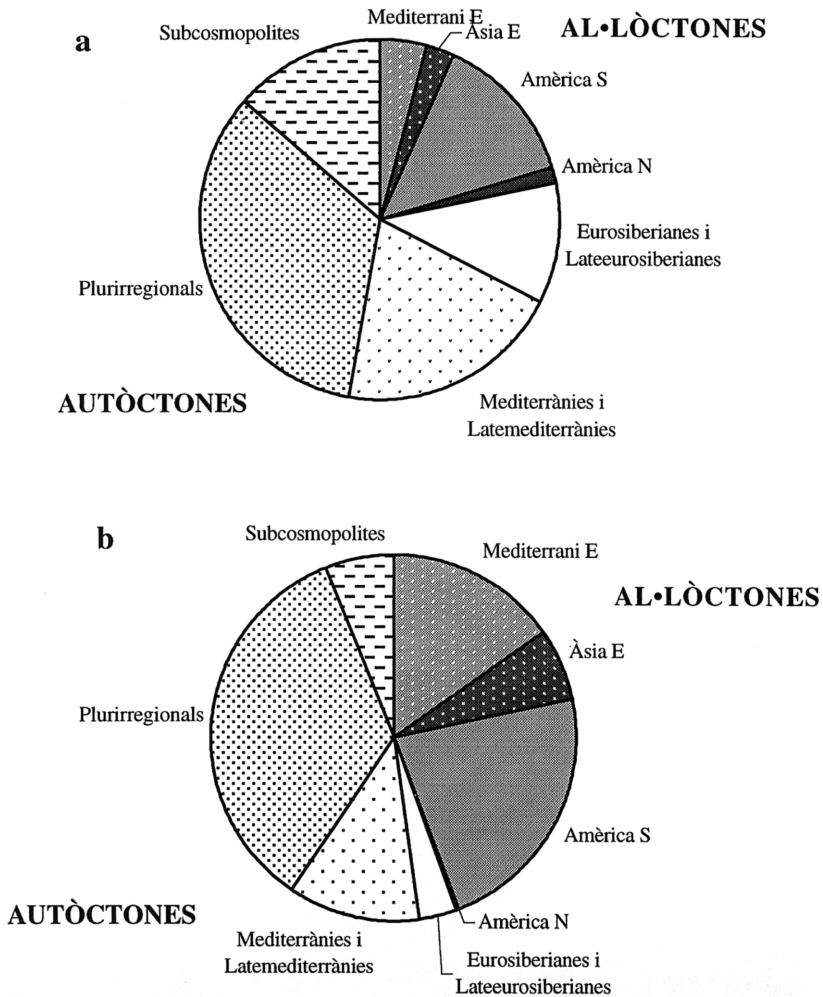 a
Subcosmopolites
Mediterrani E
Àsia E
AL•LÒCTONES
Amèrica S
Amèrica N
Eurosiberianes i
Lateeurosiberianes
Plurirregionals
AUTÒCTONES
Mediterrànies i
Latemediterrànies
b
Subcosmopolites
Mediterrani E
AL•LÒCTONES
Àsia E
Plurirregionals
Amèrica S
AUTÒCTONES
Amèrica N
Mediterrànies i
Latemediterrànies
Eurosiberianes i
Lateeurosiberianes